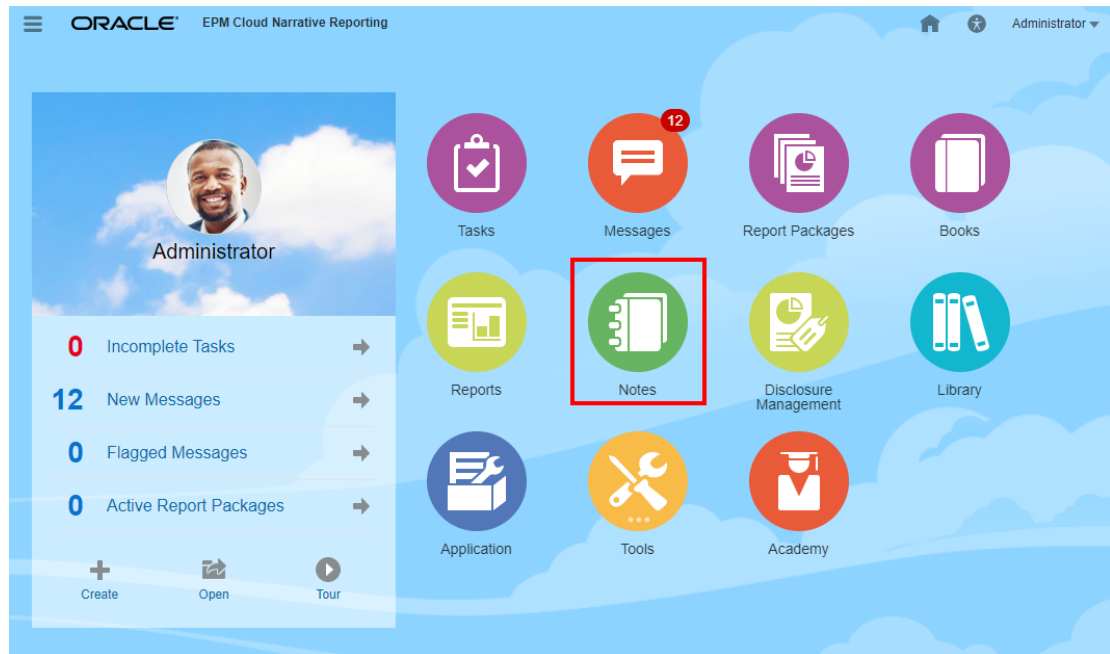 ORACLE® EPM Cloud Narrative Reporting
Administrator
12
Tasks
Messages
Report Packages
Books
Administrator
Reports
Notes
Disclosure
Management
Library
0 Incomplete Tasks
12 New Messages
0 Flagged Messages
0 Active Report Packages
Application
Tools
Academy
Create
Open
Tour